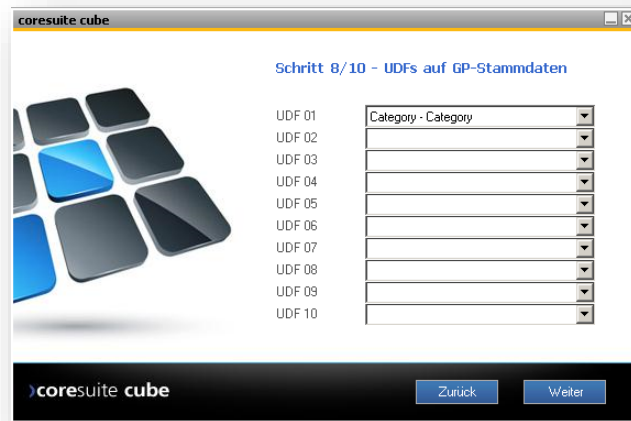 coresuite cube
Schritt 8/10 - UDFs auf GP-Stammdaten
UDF 01 Category - Category
UDF 02
UDF 03
UDF 04
UDF 05
UDF 06
UDF 07
UDF 08
UDF 09
UDF 10
coresuite cube Zurück Weiter